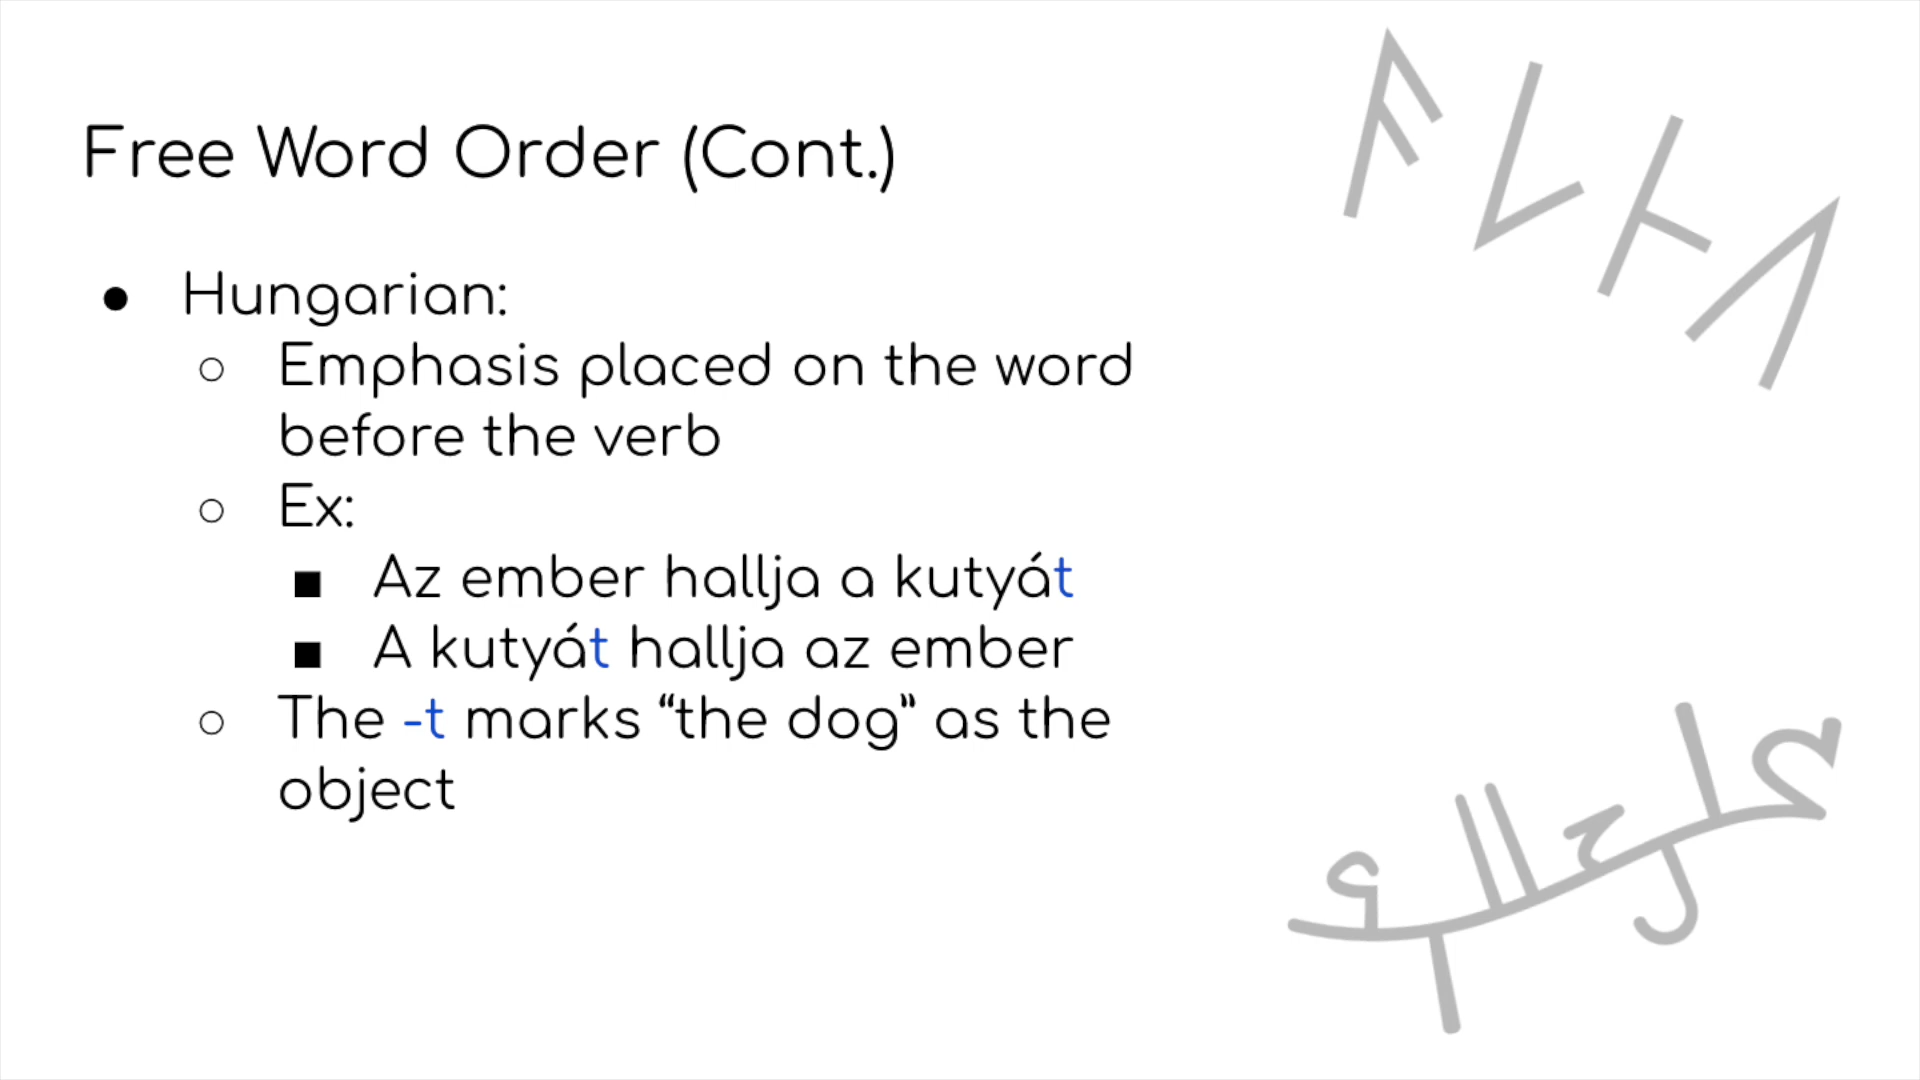 Free Word Order (Cont.)
● Hungarian:
○ Emphasis placed on the word
before the verb
○ Ex:
■ Az ember hallja a kutyát
■ A kutyát hallja az ember
○ The -t marks “the dog” as the
object